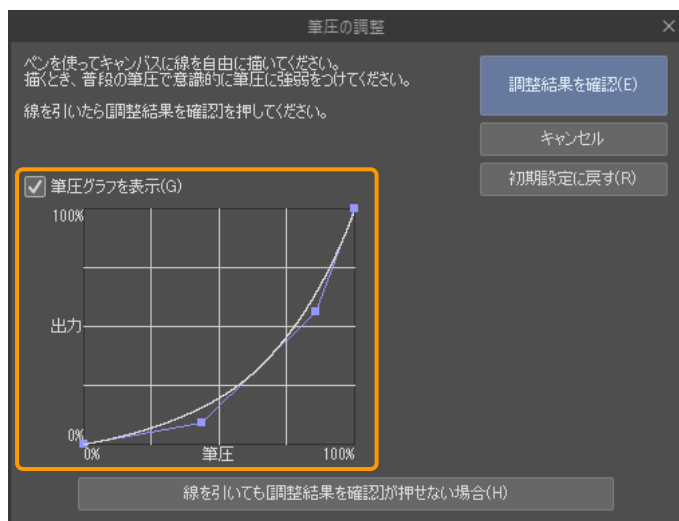 筆圧の調整
ペンを使ってキャンバスに線を自由に描いてください。
描くとき、普段の筆圧で意識的に筆圧に強弱をつけてください。
線を引いたら[調整結果を確認]を押してください。
調整結果を確認(E)
キャンセル
初期設定に戻す(R)
筆圧グラフを表示(G)
100%
出力
0%
0%
筆圧
100%
線を引いても[調整結果を確認]が押せない場合(H)